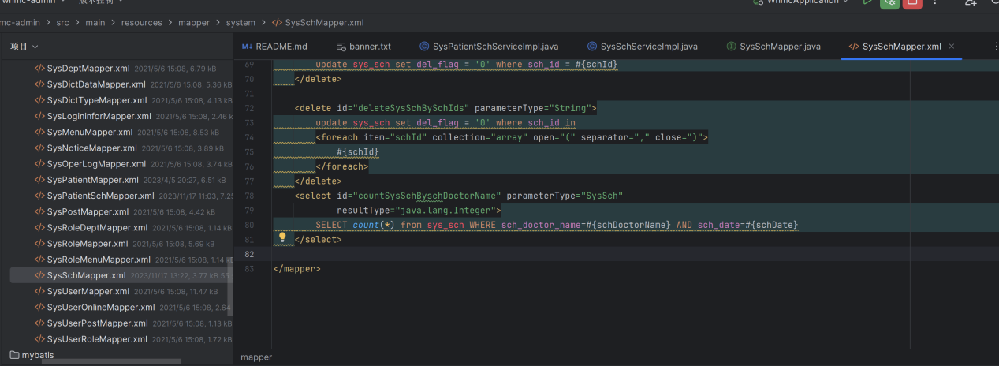 whmc-admin 版本控制 WhmcApplication
mc-admin > src > main > resources > mapper > system > </> SysSchMapper.xml
项目
README.md banner.txt SysPatientSchServiceImpl.java SysSchServiceImpl.java SysSchMapper.java SysSchMapper.xml
</> SysDeptMapper.xml 2021/5/6 15:08, 6.79 kB
</> SysDictDataMapper.xml 2021/5/6 15:08, 5.36 kB
</> SysDictTypeMapper.xml 2021/5/6 15:08, 4.13 kB
</> SysLogininforMapper.xml 2021/5/6 15:08, 2.46 k
</> SysMenuMapper.xml 2021/5/6 15:08, 8.53 kB
</> SysNoticeMapper.xml 2021/5/6 15:08, 3.89 kB
</> SysOperLogMapper.xml 2021/5/6 15:08, 3.74 kB
</> SysPatientMapper.xml 2023/4/5 20:27, 6.51 kB
</> SysPatientSchMapper.xml 2023/11/17 11:03, 7.25
</> SysPostMapper.xml 2021/5/6 15:08, 4.42 kB
</> SysRoleDeptMapper.xml 2021/5/6 15:08, 1.14 kB
</> SysRoleMapper.xml 2021/5/6 15:08, 5.69 kB
</> SysRoleMenuMapper.xml 2021/5/6 15:08, 1.14 k
</> SysSchMapper.xml 2023/11/17 13:22, 3.77 kB 55
</> SysUserMapper.xml 2021/5/6 15:08, 11.47 kB
</> SysUserOnlineMapper.xml 2021/5/6 15:08, 2.64
</> SysUserPostMapper.xml 2021/5/6 15:08, 1.13 kB
</> SysUserRoleMapper.xml 2021/5/6 15:08, 1.72 kB
mybatis
69 update sys_sch set del_flag = '0' where sch_id = #{schId}
70 </delete>
71
72 <delete id="deleteSysSchBySchIds" parameterType="String">
73 update sys_sch set del_flag = '0' where sch_id in
74 <foreach item="schId" collection="array" open="(" separator="," close=")">
75 #{schId}
76 </foreach>
77 </delete>
78 <select id="countSysSchByschDoctorName" parameterType="SysSch"
79 resultType="java.lang.Integer">
80 SELECT count(*) from sys_sch WHERE sch_doctor_name=#{schDoctorName} AND sch_date=#{schDate}
81 </select>
82
83 </mapper>
mapper